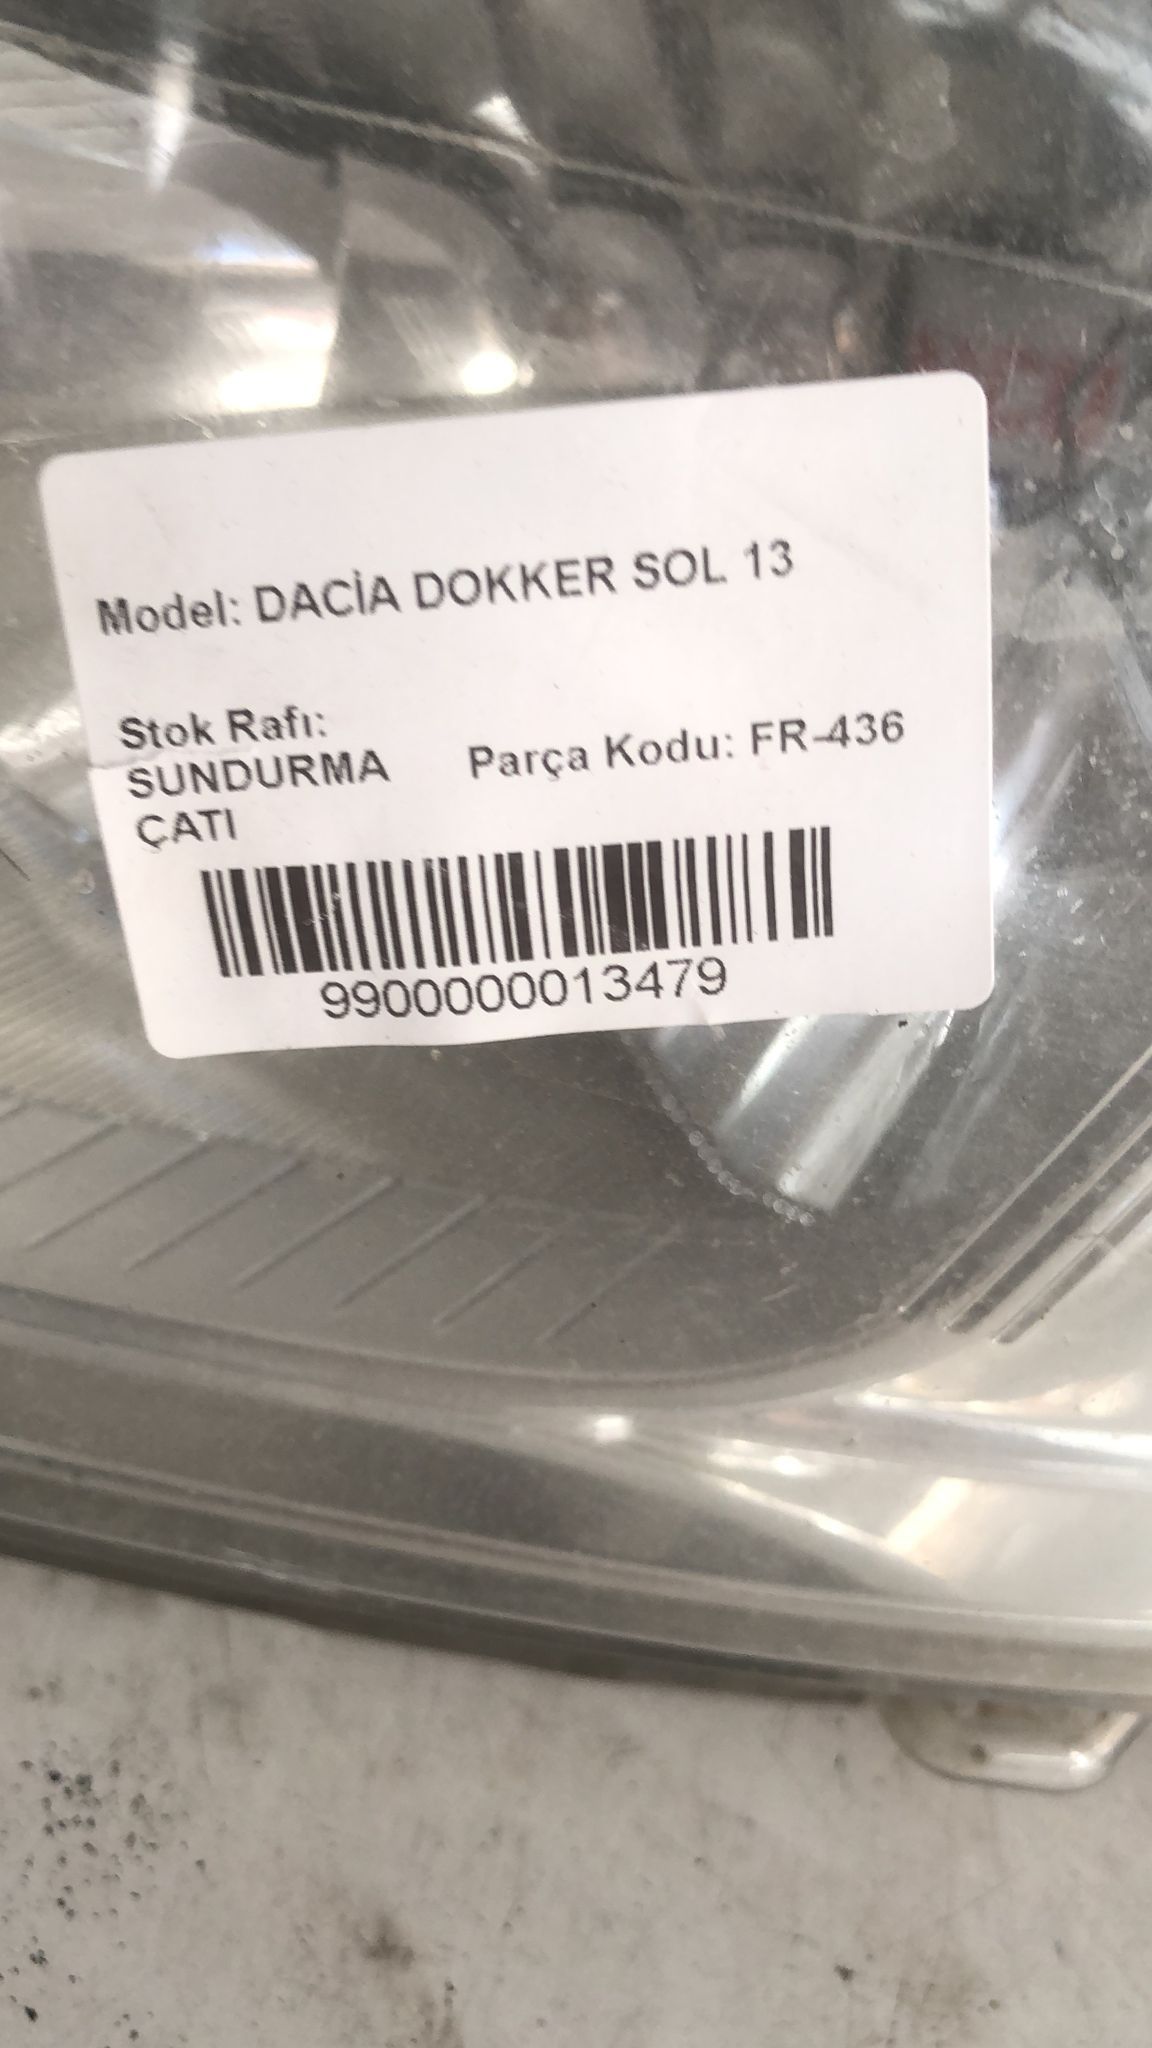 Model: DACİA DOKKER SOL 13
Stok Rafı:
SUNDURMA
ÇATI
Parça Kodu: FR-436
9900000013479